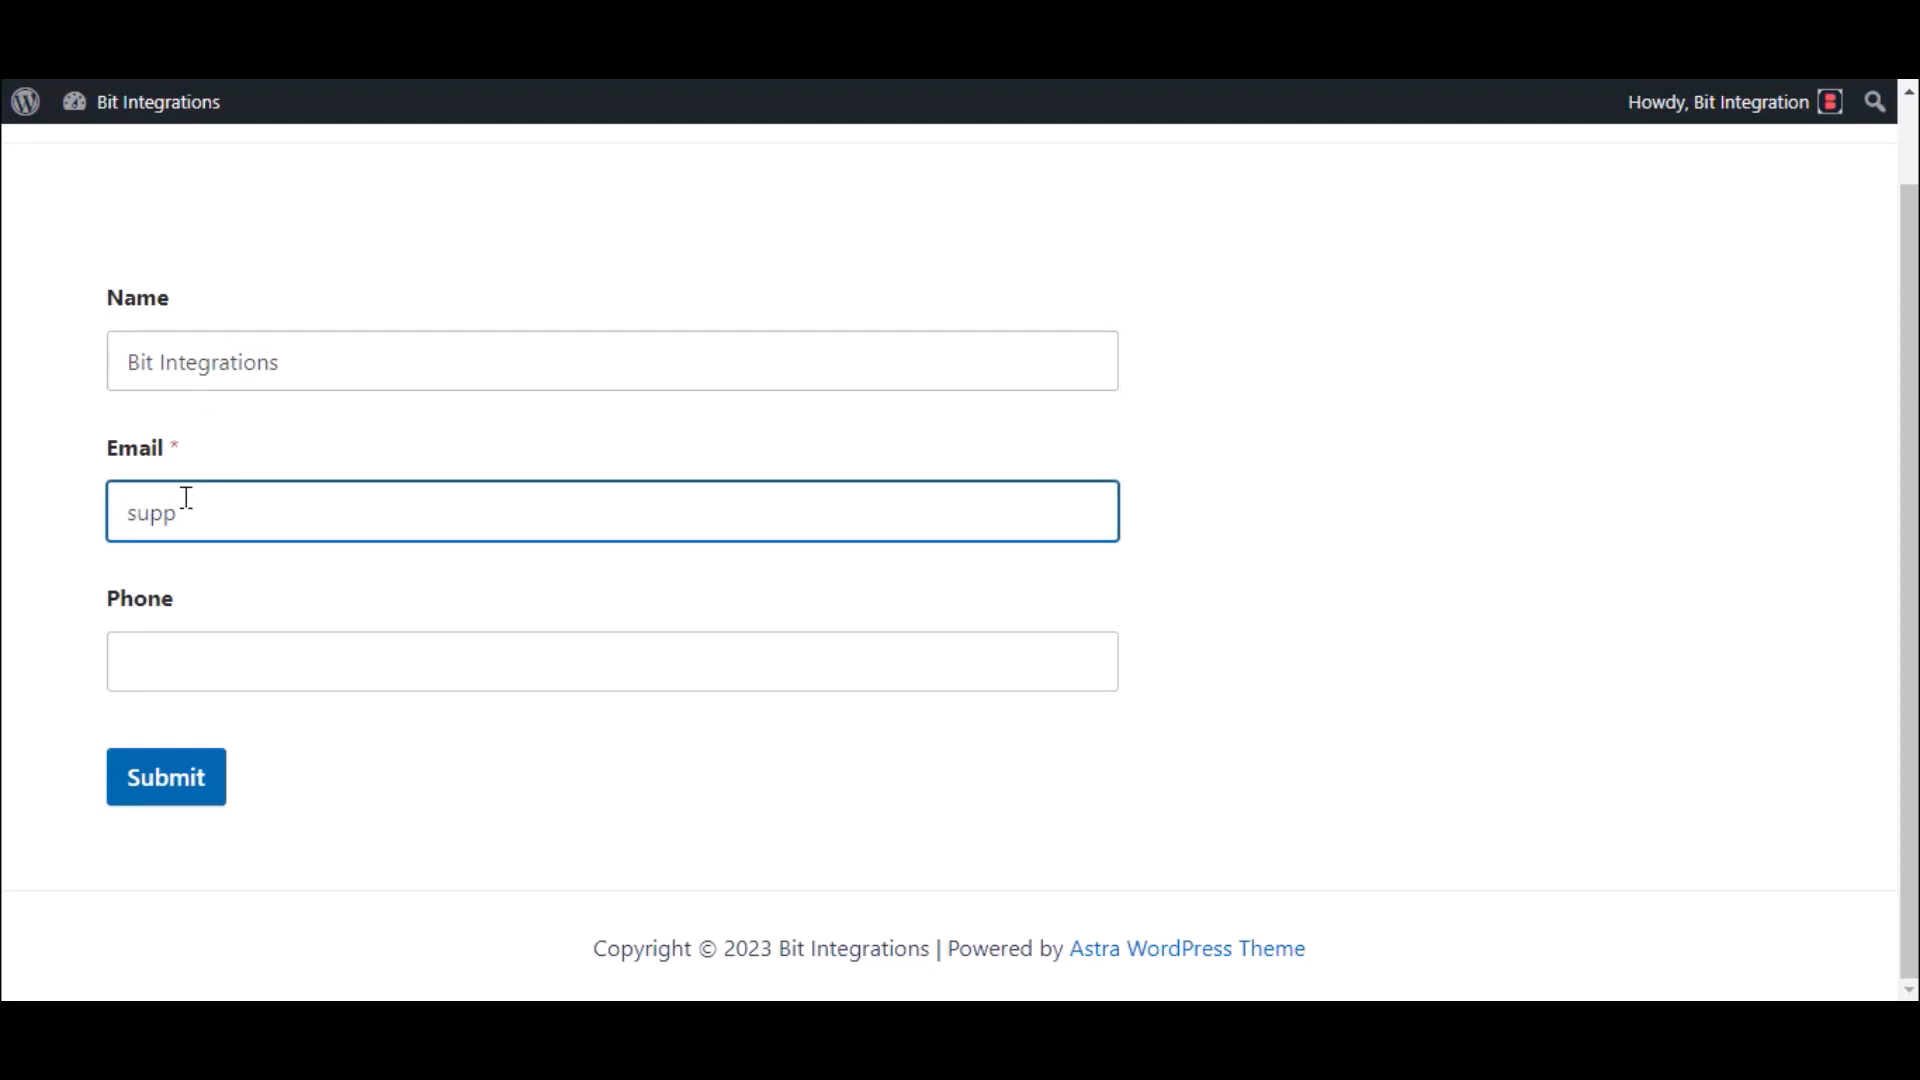 Bit Integrations
Howdy, Bit Integration
Name
Bit Integrations
Email *
supp
Phone
Submit
Copyright © 2023 Bit Integrations | Powered by Astra WordPress Theme